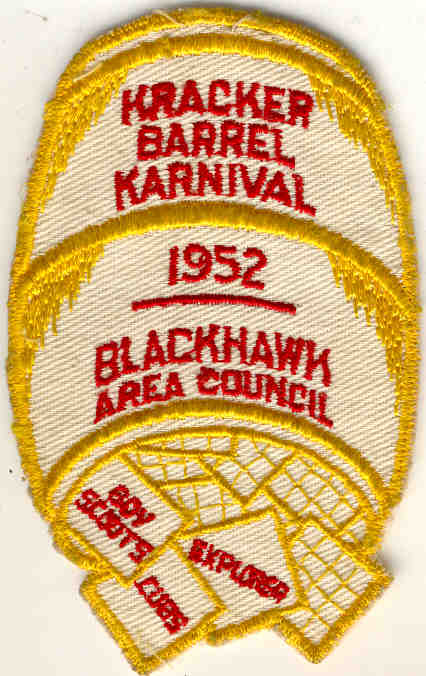 KRACKER
BARREL
KARNIVAL
1952
BLACKHAWK
AREA COUNCIL
BOY
SCOUTS
EXPLORER
CUBS